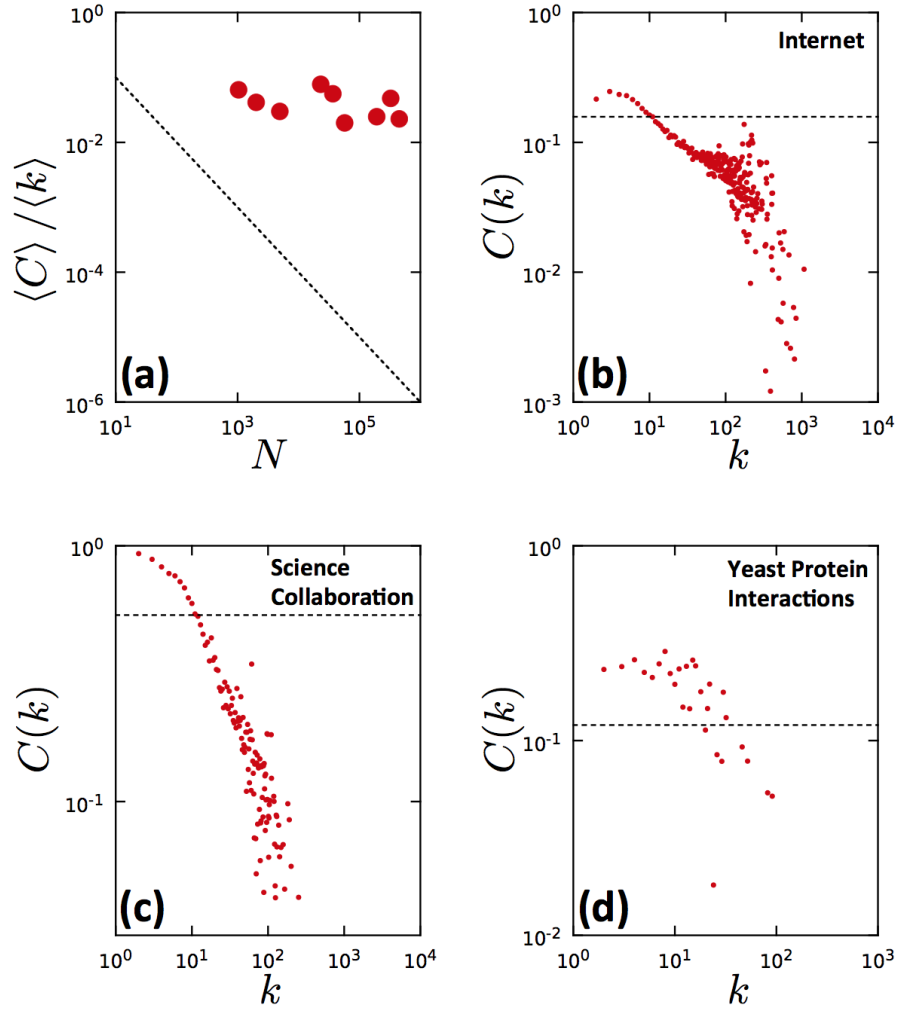 10^0
10^-2
10^-4
10^-6
⟨C⟩ / ⟨k⟩
(a)
10^1
10^3
10^5
N
10^0
10^-1
10^-2
10^-3
C(k)
Internet
(b)
10^0
10^1
10^2
10^3
10^4
k
10^0
10^-1
C(k)
Science
Collaboration
(c)
10^0
10^1
10^2
10^3
10^4
k
10^0
10^-1
10^-2
C(k)
Yeast Protein
Interactions
(d)
10^0
10^1
10^2
10^3
k